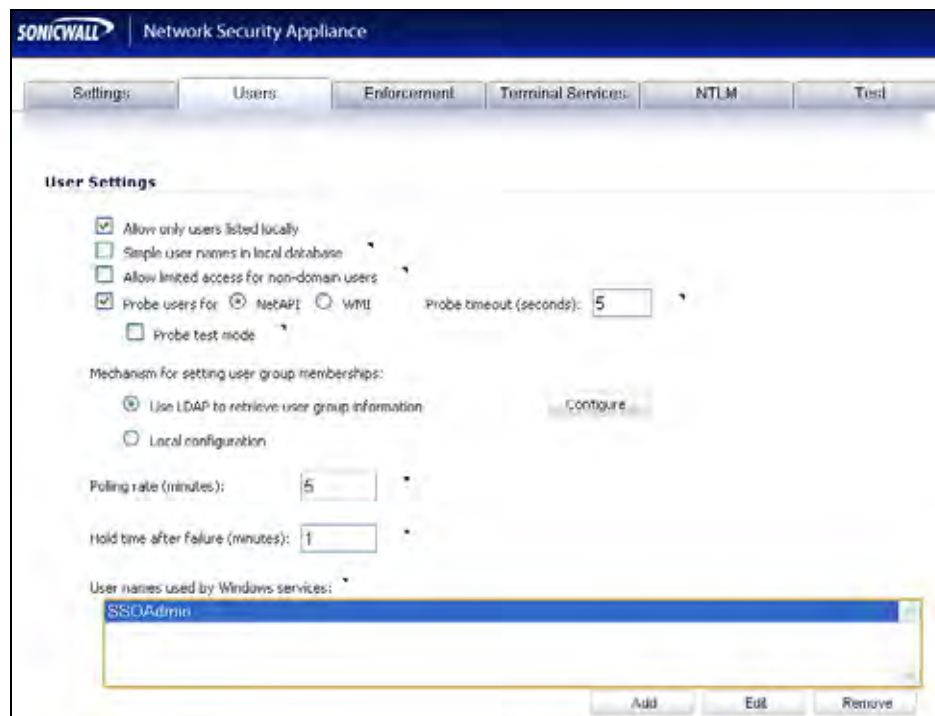 SONICWALL Network Security Appliance
Settings Users Enforcement Terminal Services NTLM Test
User Settings
Allow only users listed locally
Simple user names in local database
Allow limited access for non-domain users
Probe users for NetAPI WMI Probe timeout (seconds): 5
Probe test mode
Mechanism for setting user group memberships:
Use LDAP to retrieve user group information Configure...
Local configuration
Polling rate (minutes): 5
Hold time after failure (minutes): 1
User names used by Windows services:
SSOAdmin
Add Edit Remove